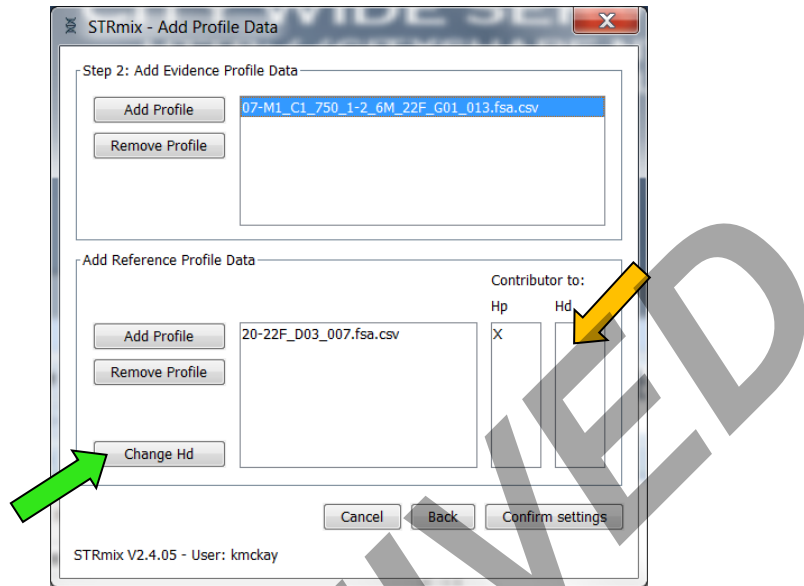 STRmix - Add Profile Data
Step 2: Add Evidence Profile Data
Add Profile
07-M1_C1_750_1-2_6M_22F_G01_013.fsa.csv
Remove Profile
Add Reference Profile Data
Contributor to:
Hp Hd
Add Profile
20-22F_D03_007.fsa.csv
X
Remove Profile
Change Hd
Cancel
Back
Confirm settings
STRmix V2.4.05 - User: kmckay